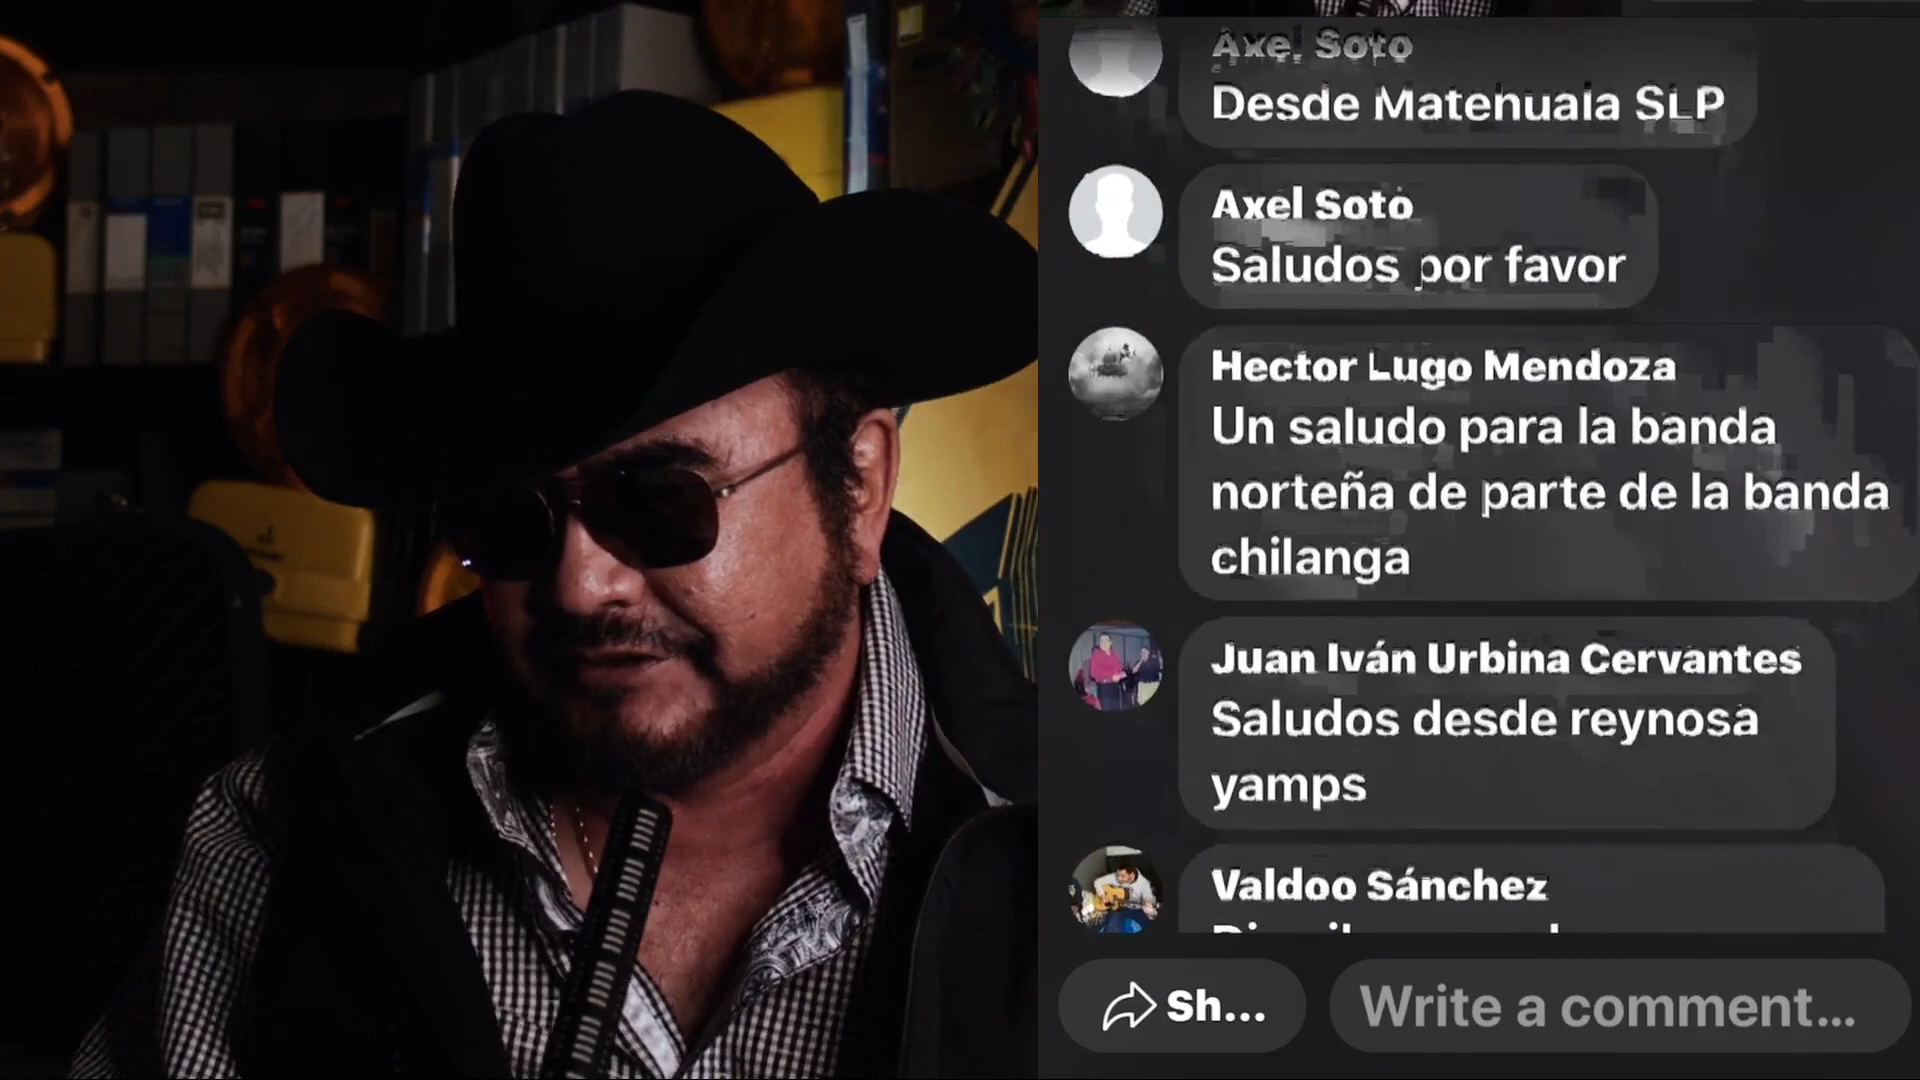 Axel Soto
Desde Matehuala SLP
Axel Soto
Saludos por favor
Hector Lugo Mendoza
Un saludo para la banda
norteña de parte de la banda
chilanga
Juan Iván Urbina Cervantes
Saludos desde reynosa
yamps
Valdoo Sánchez
Sh...
Write a comment...